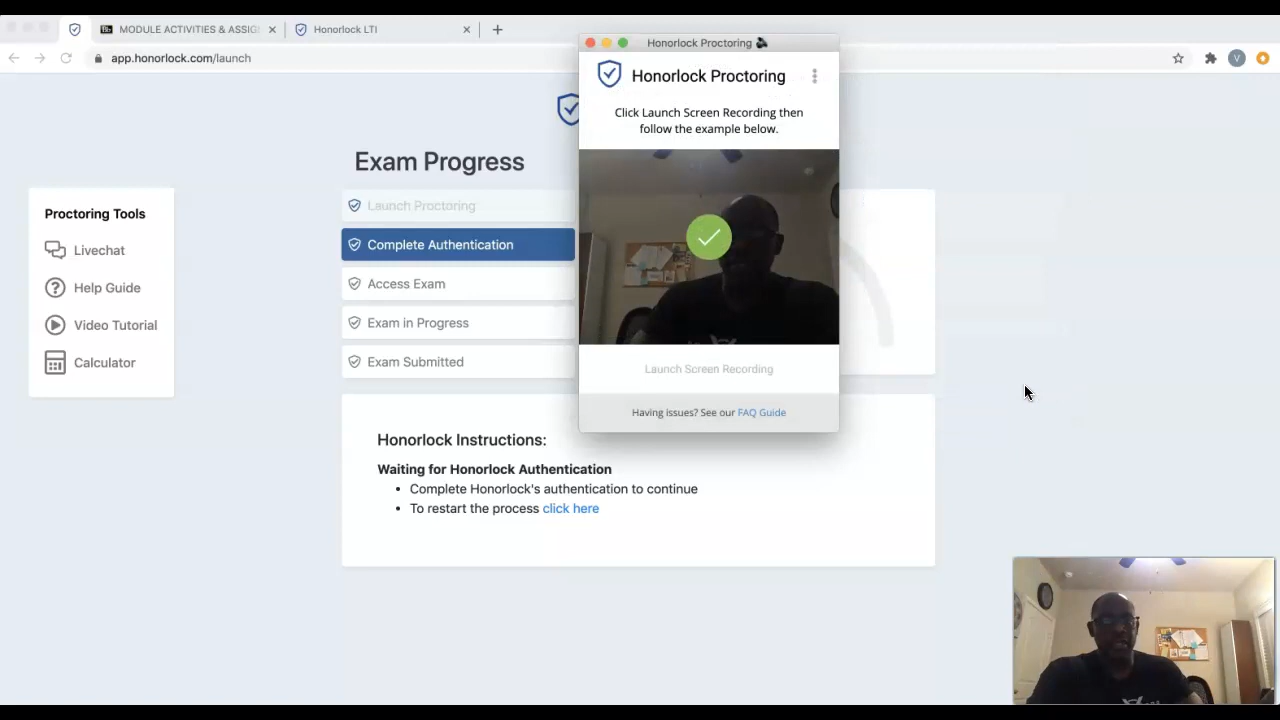 MODULE ACTIVITIES & ASSIG
Honorlock LTI
app.honorlock.com/launch
V
Honorlock Proctoring
Honorlock Proctoring
Click Launch Screen Recording then
follow the example below.
Launch Screen Recording
Having issues? See our FAQ Guide
Exam Progress
Proctoring Tools
Livechat
Help Guide
Video Tutorial
Calculator
Launch Proctoring
Complete Authentication
Access Exam
Exam in Progress
Exam Submitted
Honorlock Instructions:
Waiting for Honorlock Authentication
• Complete Honorlock's authentication to continue
• To restart the process click here